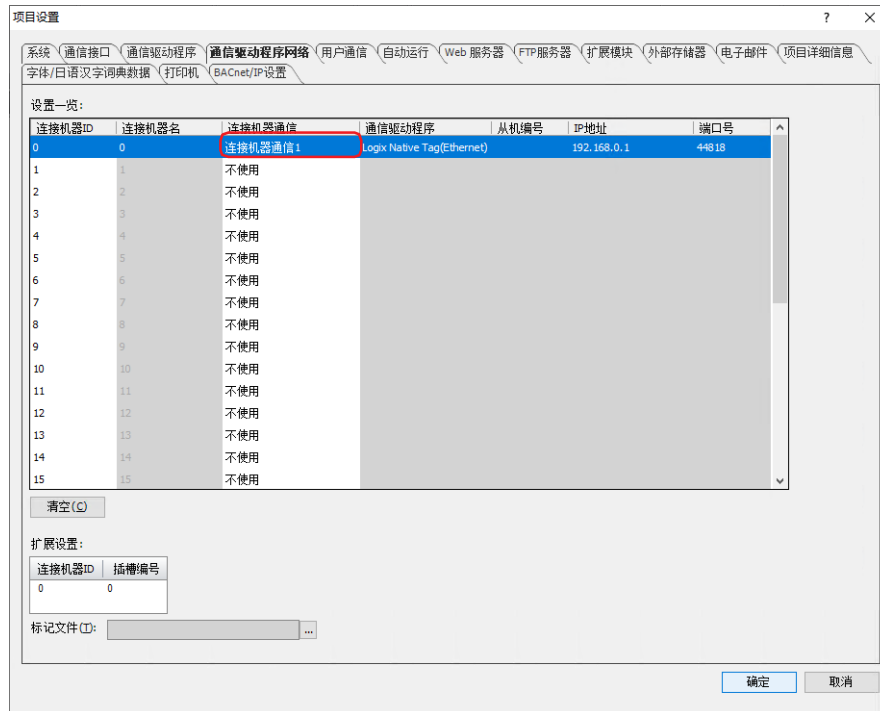 项目设置 ? ×
系统 通信接口 通信驱动程序 通信驱动程序网络 用户通信 自动运行 Web 服务器 FTP服务器 扩展模块 外部存储器 电子邮件 项目详细信息
字体/日语汉字词典数据 打印机 BACnet/IP设置
设置一览:
连接机器ID 连接机器名 连接机器通信 通信驱动程序 从机编号 IP地址 端口号
0 0 连接机器通信1 Logix Native Tag(Ethernet) 192.168.0.1 44818
1 1 不使用
2 2 不使用
3 3 不使用
4 4 不使用
5 5 不使用
6 6 不使用
7 7 不使用
8 8 不使用
9 9 不使用
10 10 不使用
11 11 不使用
12 12 不使用
13 13 不使用
14 14 不使用
15 15 不使用
清空(C)
扩展设置:
连接机器ID 插槽编号
0 0
标记文件(T): ...
确定 取消